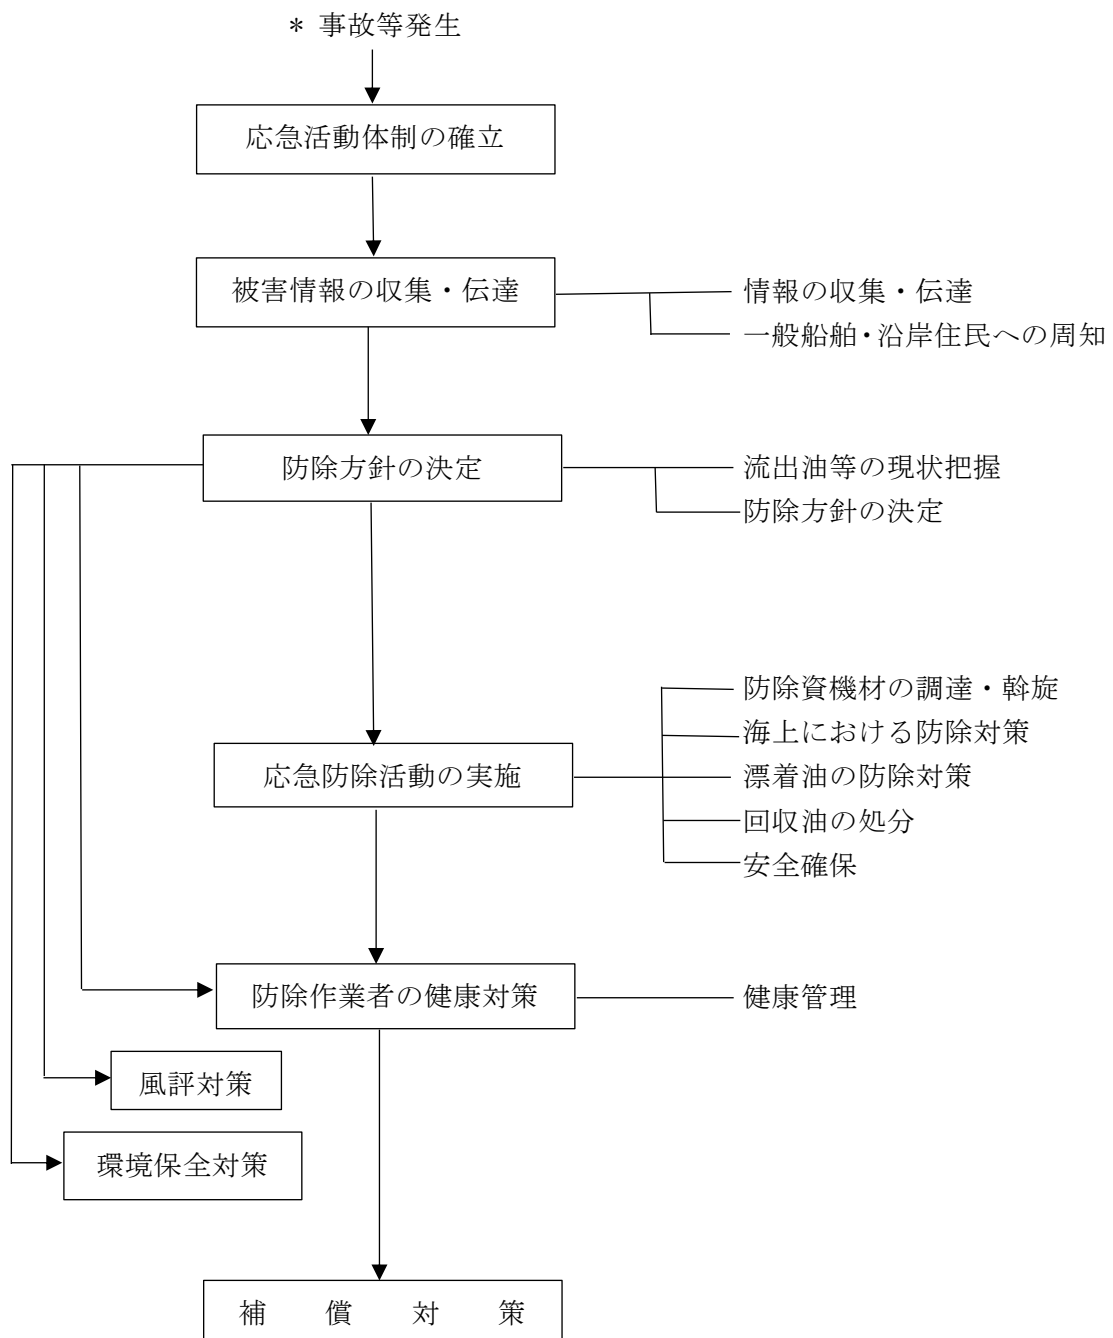 * 事故等発生
応急活動体制の確立
被害情報の収集・伝達
情報の収集・伝達
一般船舶・沿岸住民への周知
防除方針の決定
流出油等の現状把握
防除方針の決定
防除資機材の調達・斡旋
海上における防除対策
応急防除活動の実施
漂着油の防除対策
回収油の処分
安全確保
防除作業者の健康対策
健康管理
風評対策
環境保全対策
補償対策